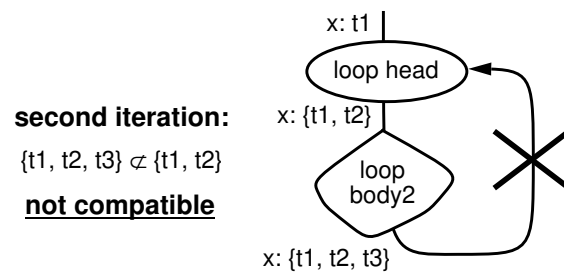 x: t1
loop head
second iteration:
x: {t1, t2}
{t1, t2, t3} ⊄ {t1, t2}
loop
body2
not compatible
x: {t1, t2, t3}